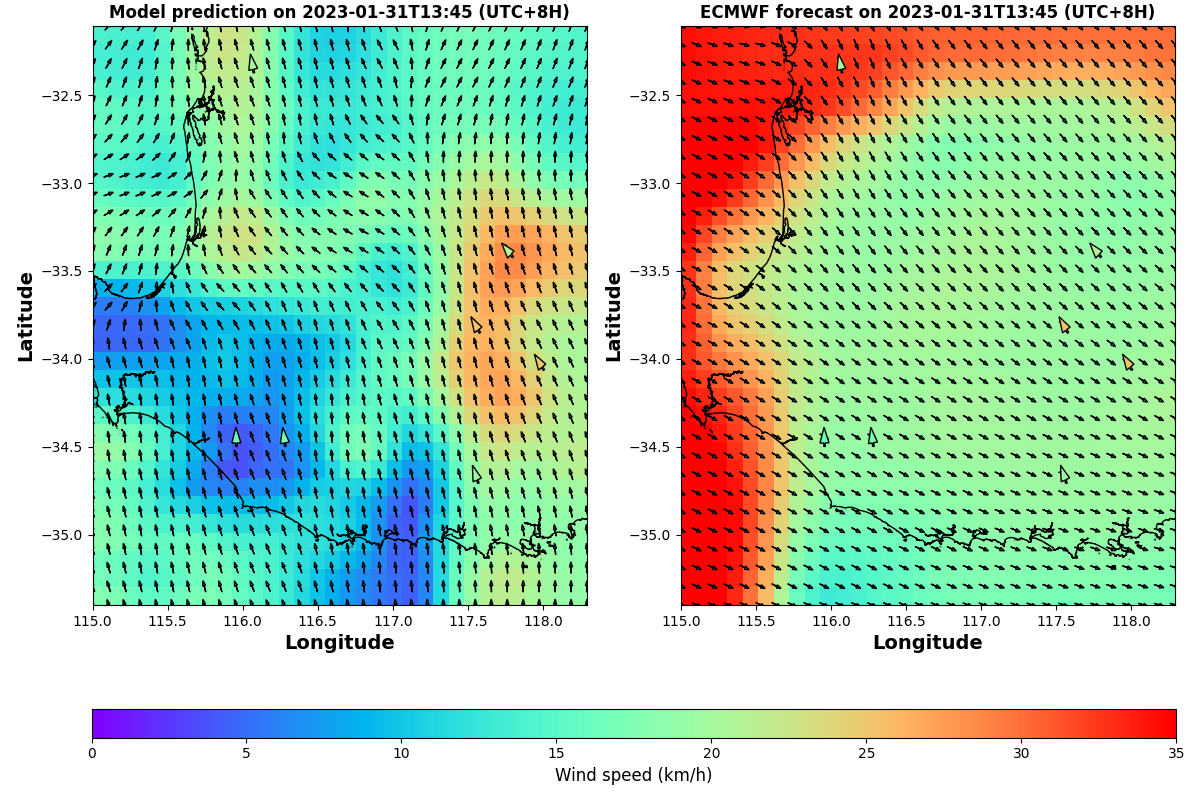 Model prediction on 2023-01-31T13:45 (UTC+8H)
ECMWF forecast on 2023-01-31T13:45 (UTC+8H)
Latitude
−32.5
−33.0
−33.5
−34.0
−34.5
−35.0
115.0 115.5 116.0 116.5 117.0 117.5 118.0
Longitude
Latitude
−32.5
−33.0
−33.5
−34.0
−34.5
−35.0
115.0 115.5 116.0 116.5 117.0 117.5 118.0
Longitude
0 5 10 15 20 25 30 35
Wind speed (km/h)